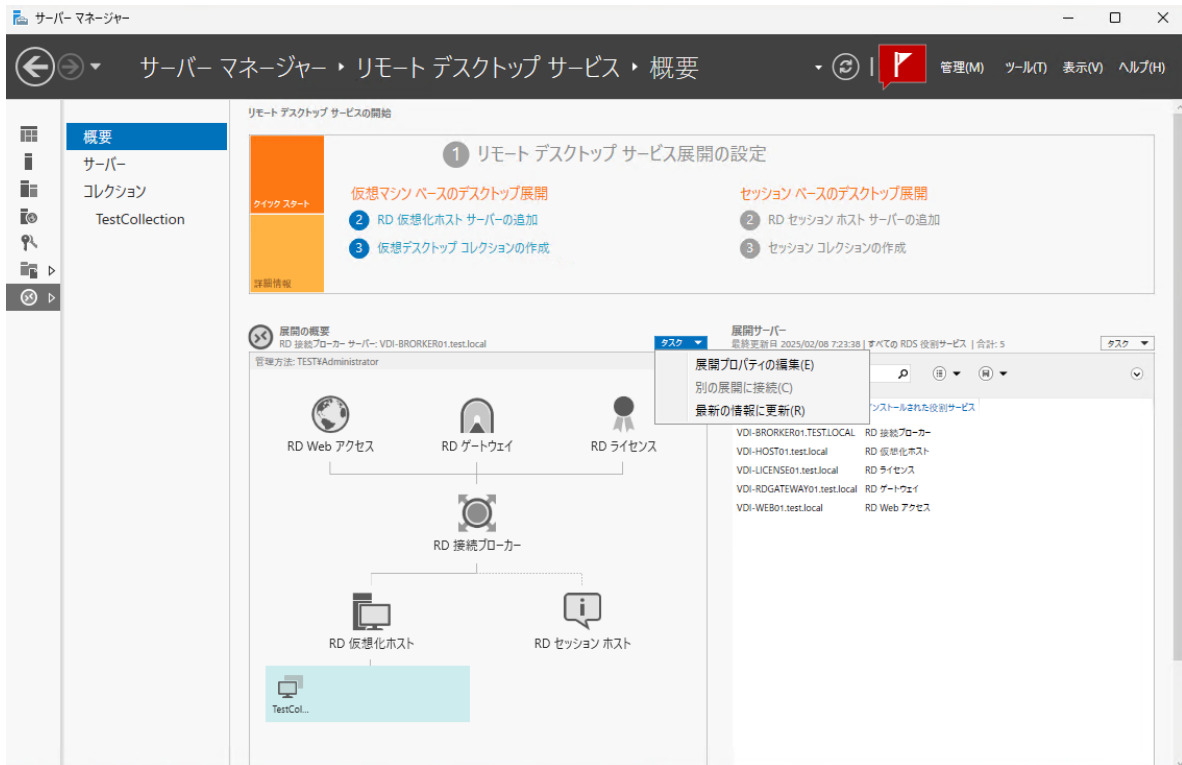 サーバー マネージャー
サーバー マネージャー ・ リモート デスクトップ サービス ・ 概要
管理(M) ツール(T) 表示(V) ヘルプ(H)
概要
サーバー
コレクション
TestCollection
リモート デスクトップ サービスの開始
1 リモート デスクトップ サービス展開の設定
クイック スタート
詳細情報
仮想マシン ベースのデスクトップ展開
2 RD 仮想化ホスト サーバーの追加
3 仮想デスクトップ コレクションの作成
セッション ベースのデスクトップ展開
2 RD セッション ホスト サーバーの追加
3 セッション コレクションの作成
展開の概要
RD 接続ブローカー サーバー: VDI-BRORKER01.test.local
タスク
管理方法: TEST¥Administrator
展開プロパティの編集(E)
別の展開に接続(C)
最新の情報に更新(R)
RD Web アクセス
RD ゲートウェイ
RD ライセンス
RD 接続ブローカー
RD 仮想化ホスト
RD セッション ホスト
TestCol...
展開サーバー
最終更新日 2025/02/08 7:23:38 | すべての RDS 役割サービス | 合計: 5
タスク
インストールされた役割サービス
VDI-BRORKER01.TEST.LOCAL RD 接続ブローカー
VDI-HOST01.test.local RD 仮想化ホスト
VDI-LICENSE01.test.local RD ライセンス
VDI-RDGATEWAY01.test.local RD ゲートウェイ
VDI-WEB01.test.local RD Web アクセス